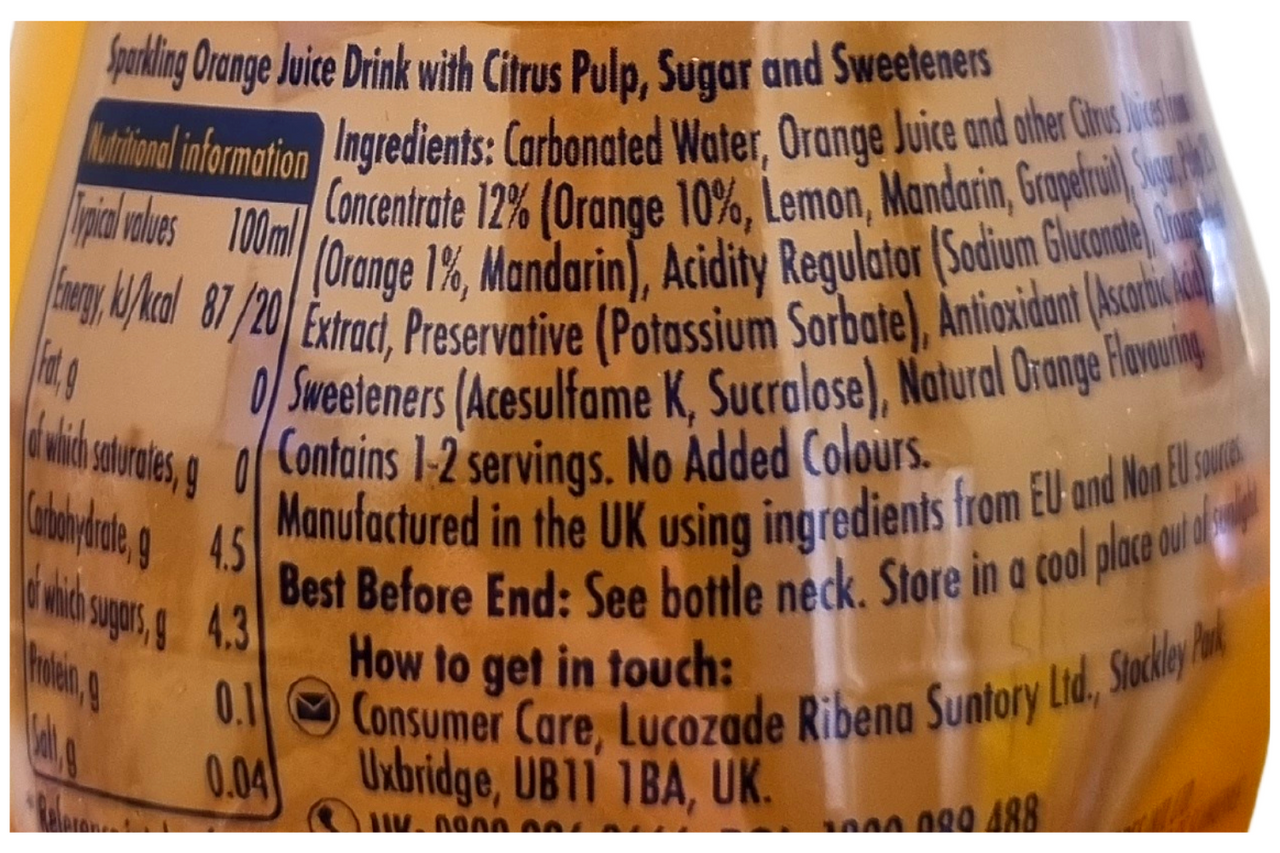 Sparkling Orange Juice Drink with Citrus Pulp, Sugar and Sweeteners
Nutritional information
Typical values 100ml
Energy, kJ/kcal 87/20
Fat, g 0
of which saturates, g 0
Carbohydrate, g 4.5
of which sugars, g 4.3
Protein, g 0.1
Salt, g 0.04
Ingredients: Carbonated Water, Orange Juice and other Citrus Juices from
Concentrate 12% (Orange 10%, Lemon, Mandarin, Grapefruit), Sugar,
(Orange 1%, Mandarin), Acidity Regulator (Sodium Gluconate), Orange
Extract, Preservative (Potassium Sorbate), Antioxidant (Ascorbic Acid),
Sweeteners (Acesulfame K, Sucralose), Natural Orange Flavouring.
Contains 1-2 servings. No Added Colours.
Manufactured in the UK using ingredients from EU and Non EU sources.
Best Before End: See bottle neck. Store in a cool place out of sunlight
How to get in touch:
Consumer Care, Lucozade Ribena Suntory Ltd., Stockley Park,
Uxbridge, UB11 1BA, UK.
UK: 0800 089 488